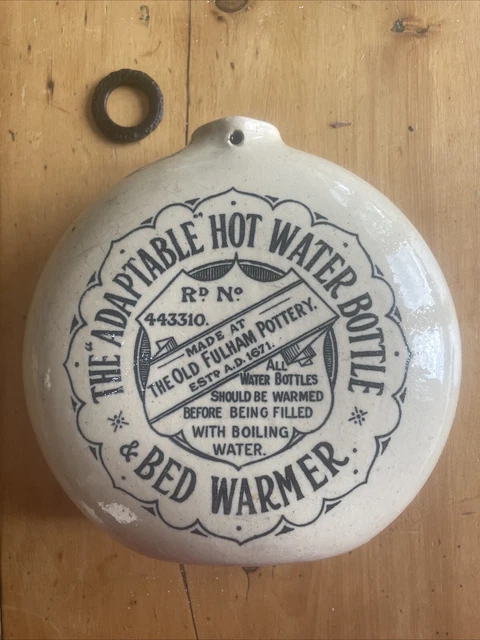 THE "ADAPTABLE" HOT WATER BOTTLE
& BED WARMER
Rᴰ Nº
443310.
MADE AT
THE OLD FULHAM POTTERY.
ESTᴰ A.D. 1671.
ALL
WATER BOTTLES
SHOULD BE WARMED
BEFORE BEING FILLED
WITH BOILING
WATER.